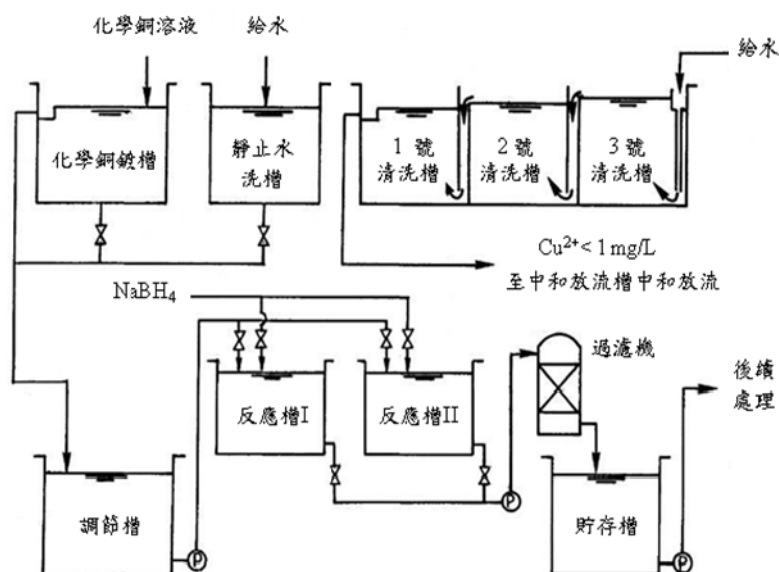 化學銅溶液
給水
給水
化學銅鍍槽
靜止水
洗槽
1 號
清洗槽
2 號
清洗槽
3 號
清洗槽
Cu²⁺< 1 mg/L
至中和放流槽中和放流
NaBH₄
反應槽I
反應槽II
過濾機
後續
處理
調節槽
P
P
貯存槽
P